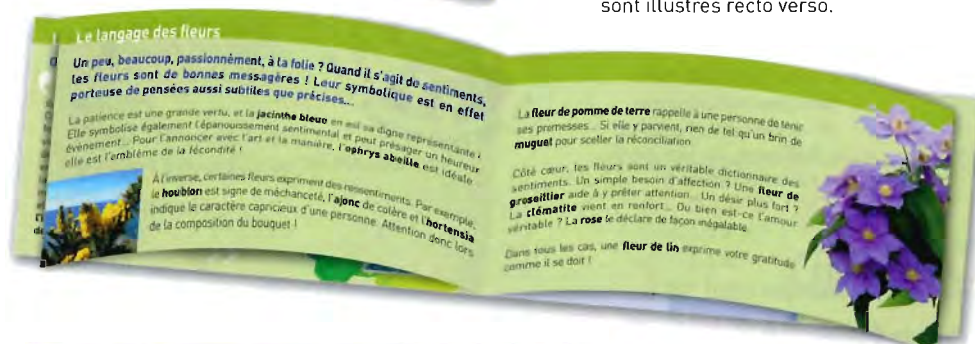 sont illustrés recto verso.
Le langage des fleurs
Un peu, beaucoup, passionnément, à la folie ? Quand il s'agit de sentiments,
les fleurs sont de bonnes messagères ! Leur symbolique est en effet
porteuse de pensées aussi subtiles que précises...
La patience est une grande vertu, et la jacinthe bleue en est sa digne représentante !
Elle symbolise également l'épanouissement sentimental et peut présager un heureux
événement... Pour l'annoncer avec l'art et la manière, l'ophrys abeille est idéale :
elle est l'emblème de la fécondité !
À l'inverse, certaines fleurs expriment des ressentiments. Par exemple,
le houblon est signe de méchanceté, l'ajonc de colère et l'hortensia
indique le caractère capricieux d'une personne. Attention donc lors
de la composition du bouquet !
La fleur de pomme de terre rappelle à une personne de tenir
ses promesses... Si elle y parvient, rien de tel qu'un brin de
muguet pour sceller la réconciliation.
Côté cœur, les fleurs sont un véritable dictionnaire des
sentiments. Un simple besoin d'affection ? Une fleur de
groseillier aide à y prêter attention... Un désir plus fort ?
La clématite vient en renfort... Ou bien est-ce l'amour
véritable ? La rose le déclare de façon inégalable.
Dans tous les cas, une fleur de lin exprime votre gratitude
comme il se doit !